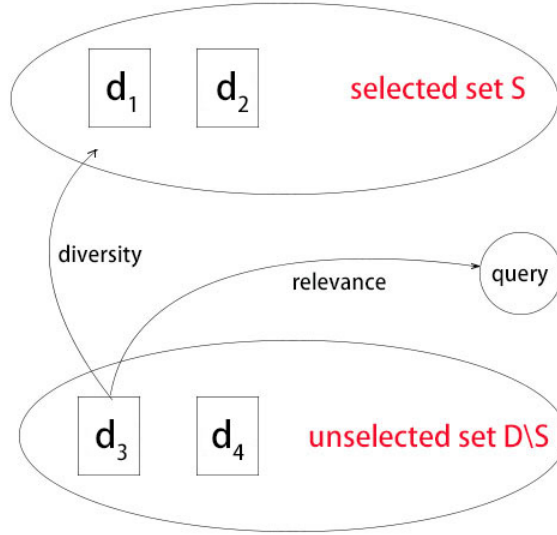 d1 d2 selected set S
diversity
relevance query
d3 d4 unselected set D\S